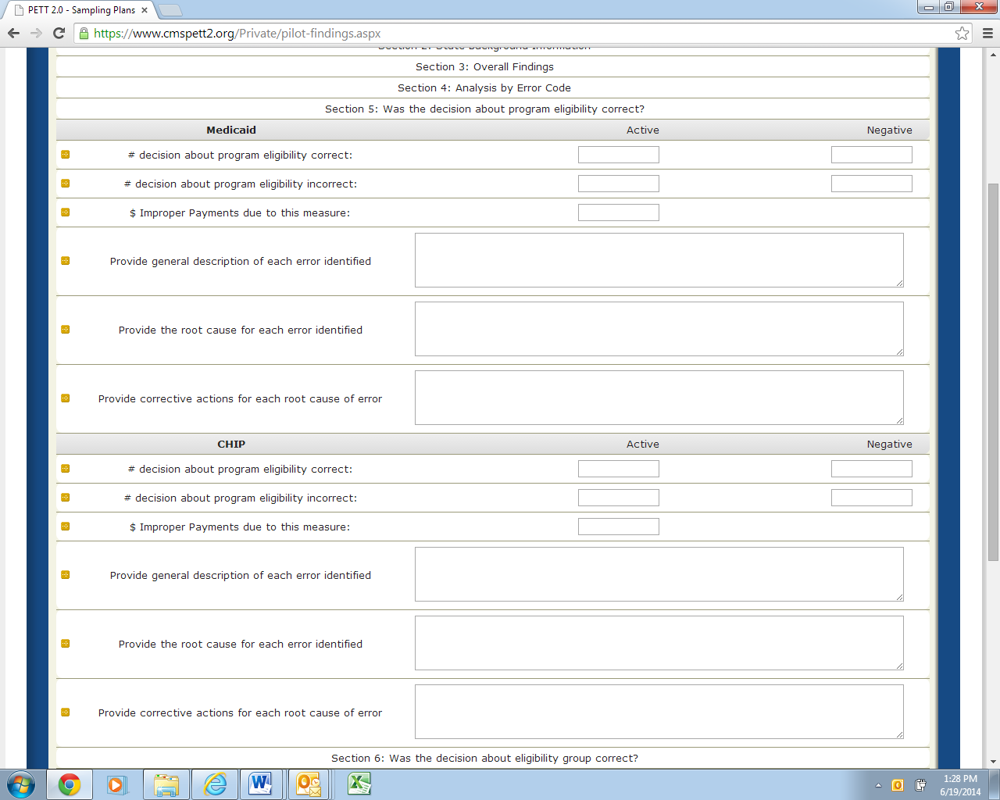 PETT 2.0 - Sampling Plans
https://www.cmspett2.org/Private/pilot-findings.aspx
Section 2: State Background Information
Section 3: Overall Findings
Section 4: Analysis by Error Code
Section 5: Was the decision about program eligibility correct?
Medicaid Active Negative
# decision about program eligibility correct:
# decision about program eligibility incorrect:
$ Improper Payments due to this measure:
Provide general description of each error identified
Provide the root cause for each error identified
Provide corrective actions for each root cause of error
CHIP Active Negative
# decision about program eligibility correct:
# decision about program eligibility incorrect:
$ Improper Payments due to this measure:
Provide general description of each error identified
Provide the root cause for each error identified
Provide corrective actions for each root cause of error
Section 6: Was the decision about eligibility group correct?
1:28 PM
6/19/2014